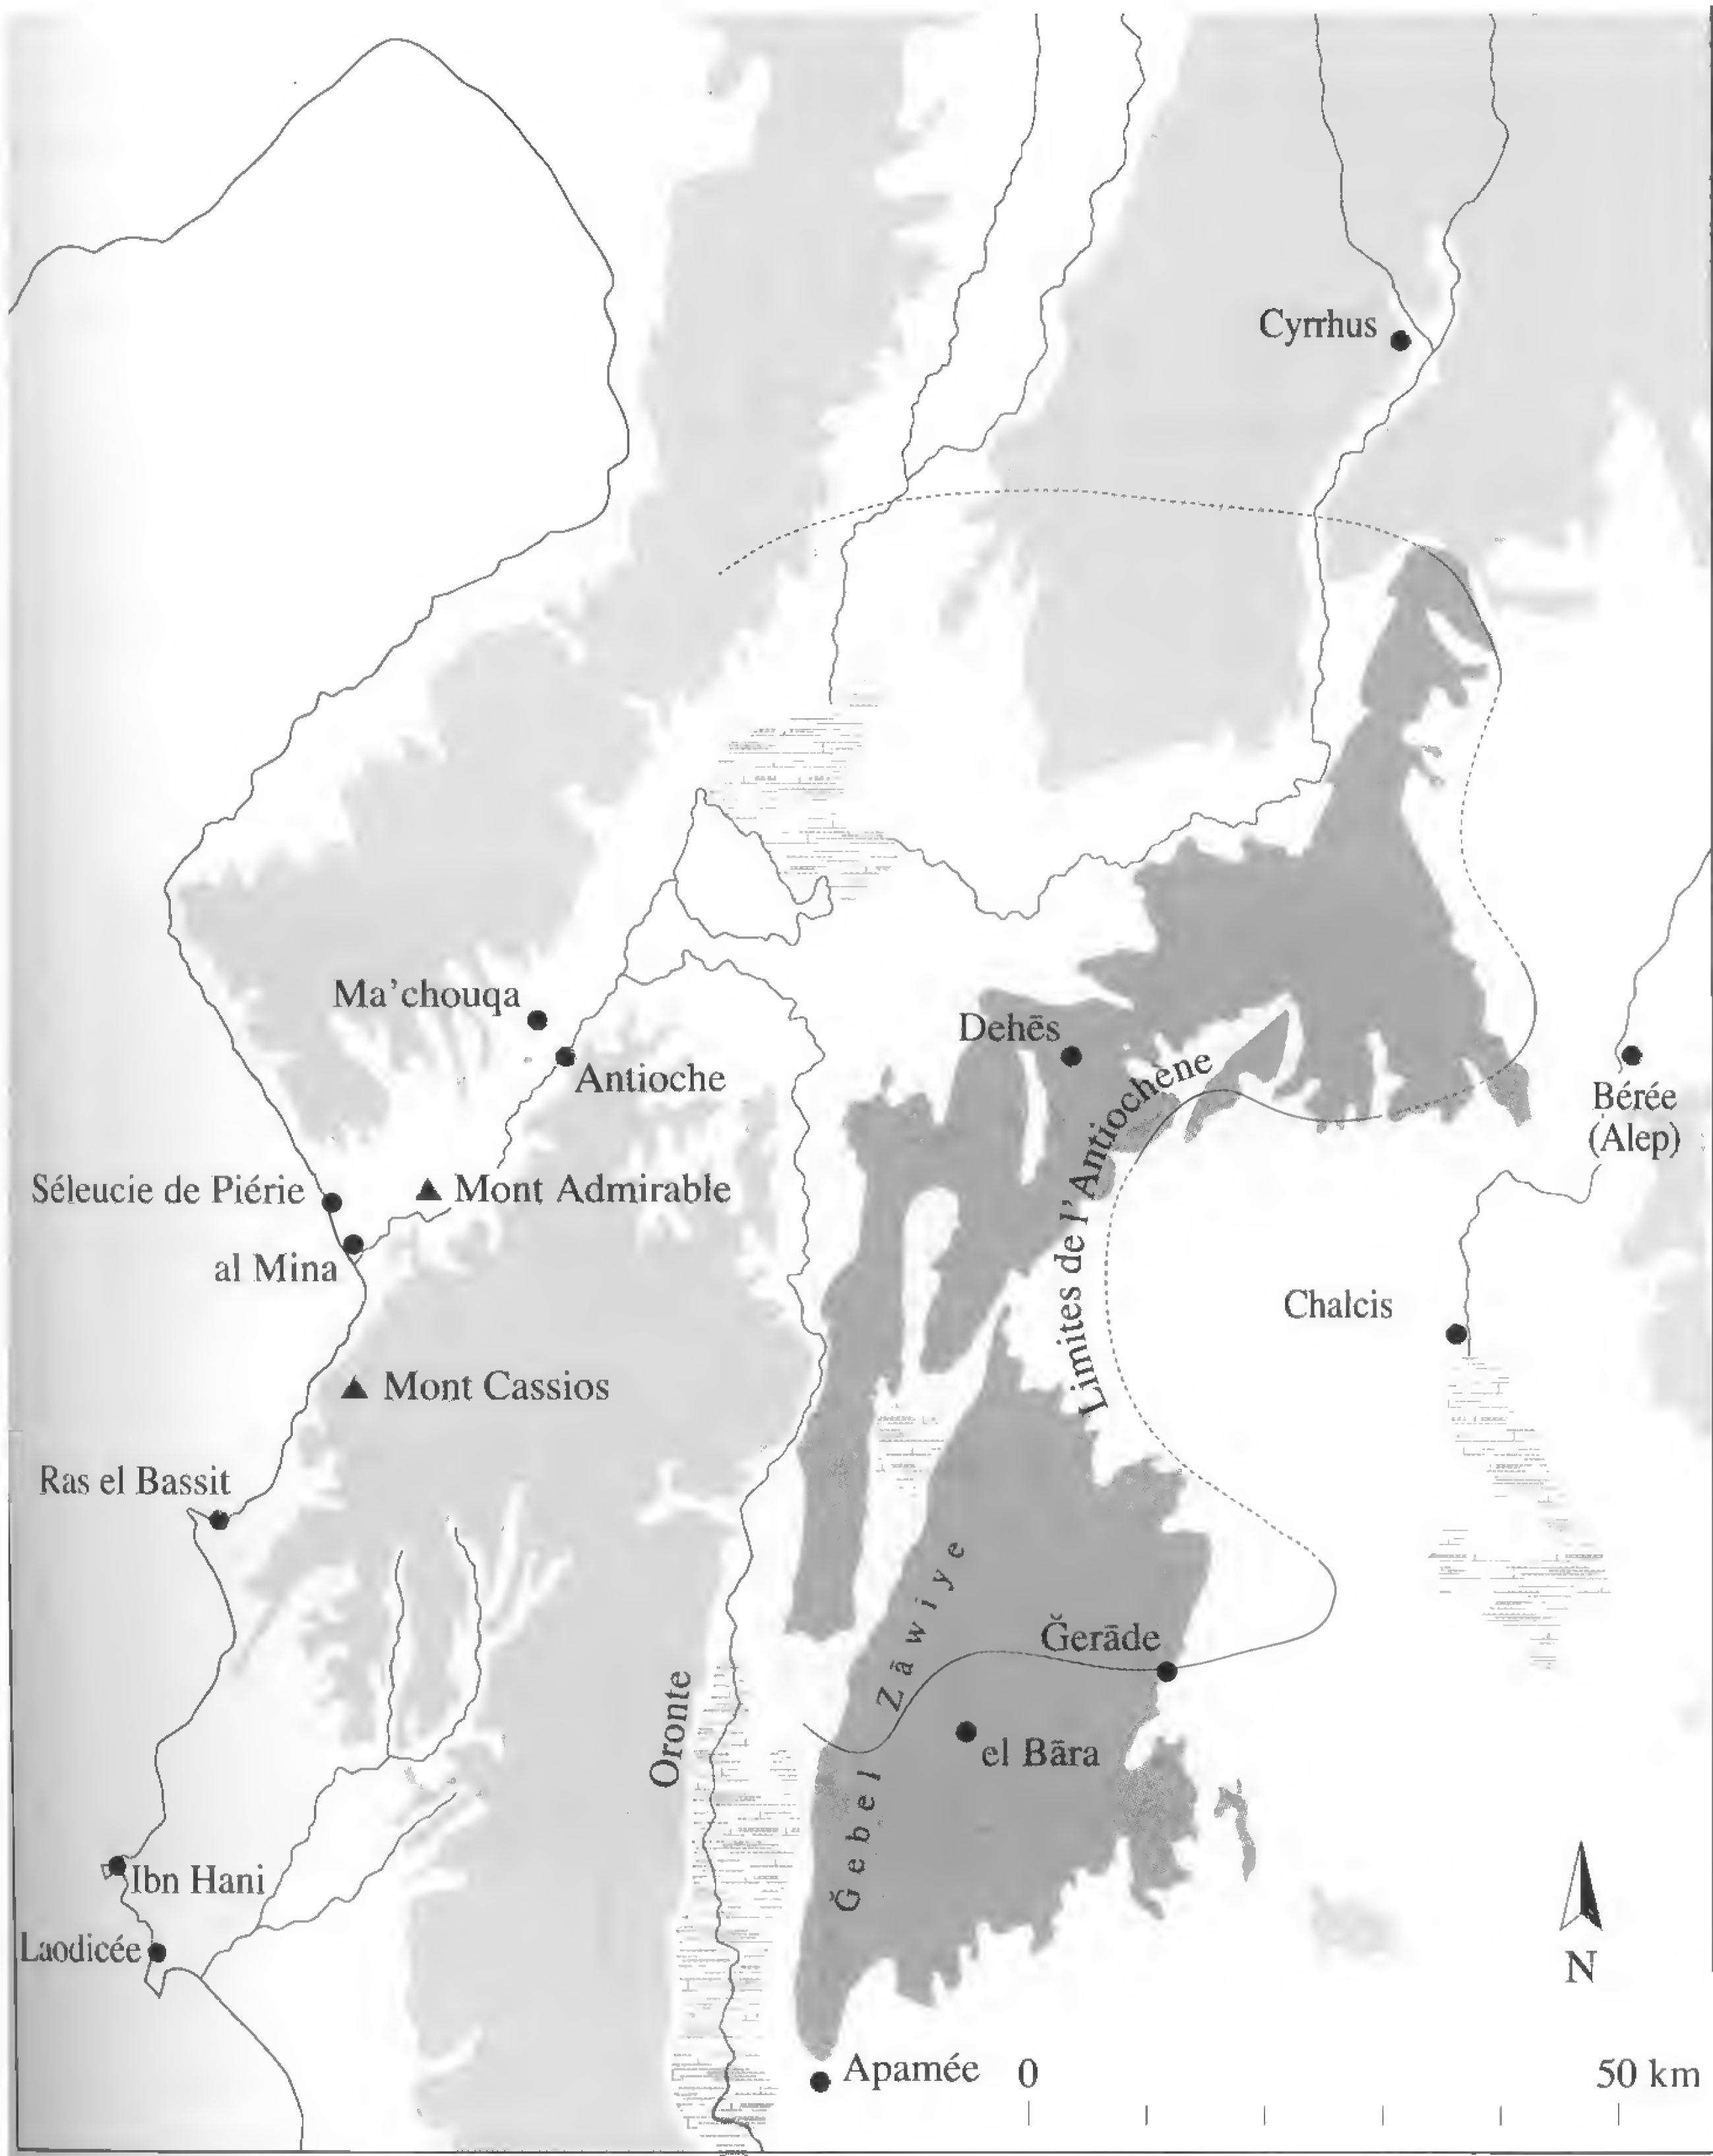 Cyrrhus
Ma’chouqa
Dehēs
Antioche
Bérée
(Alep)
Séleucie de Piérie
Mont Admirable
al Mina
Limites de l’Antiochène
Chalcis
Mont Cassios
Ras el Bassit
Ğebel Zāwiye
Ğerāde
Oronte
el Bāra
Ibn Hani
Laodicée
N
Apamée
0
50 km